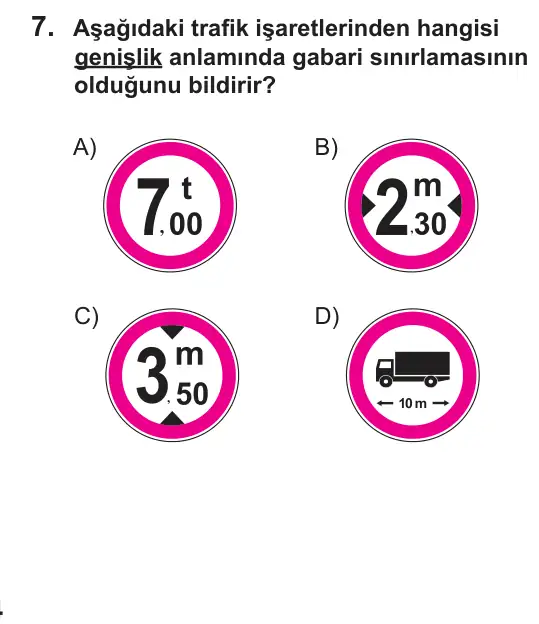 7. Aşağıdaki trafik işaretlerinden hangisi
genişlik anlamında gabari sınırlamasının
olduğunu bildirir?
A) 7,00 t
B) 2,30 m
C) 3,50 m
D) 10 m